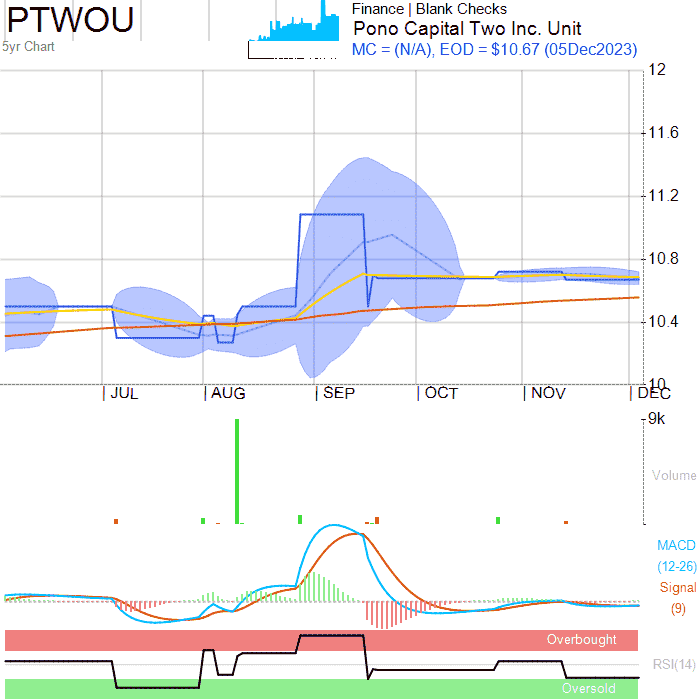 PTWOU
5yr Chart
Finance | Blank Checks
Pono Capital Two Inc. Unit
MC = (N/A), EOD = $10.67 (05Dec2023)
12
11.6
11.2
10.8
10.4
10
JUL AUG SEP OCT NOV DEC
9k
Volume
MACD
(12-26)
Signal
(9)
Overbought
RSI(14)
Oversold